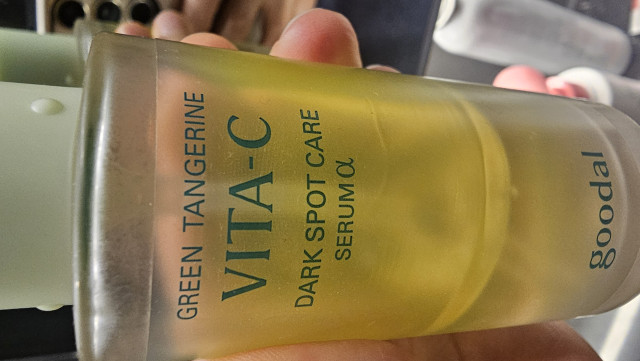 GREEN TANGERINE
VITA-C
DARK SPOT CARE
SERUM α
goodal